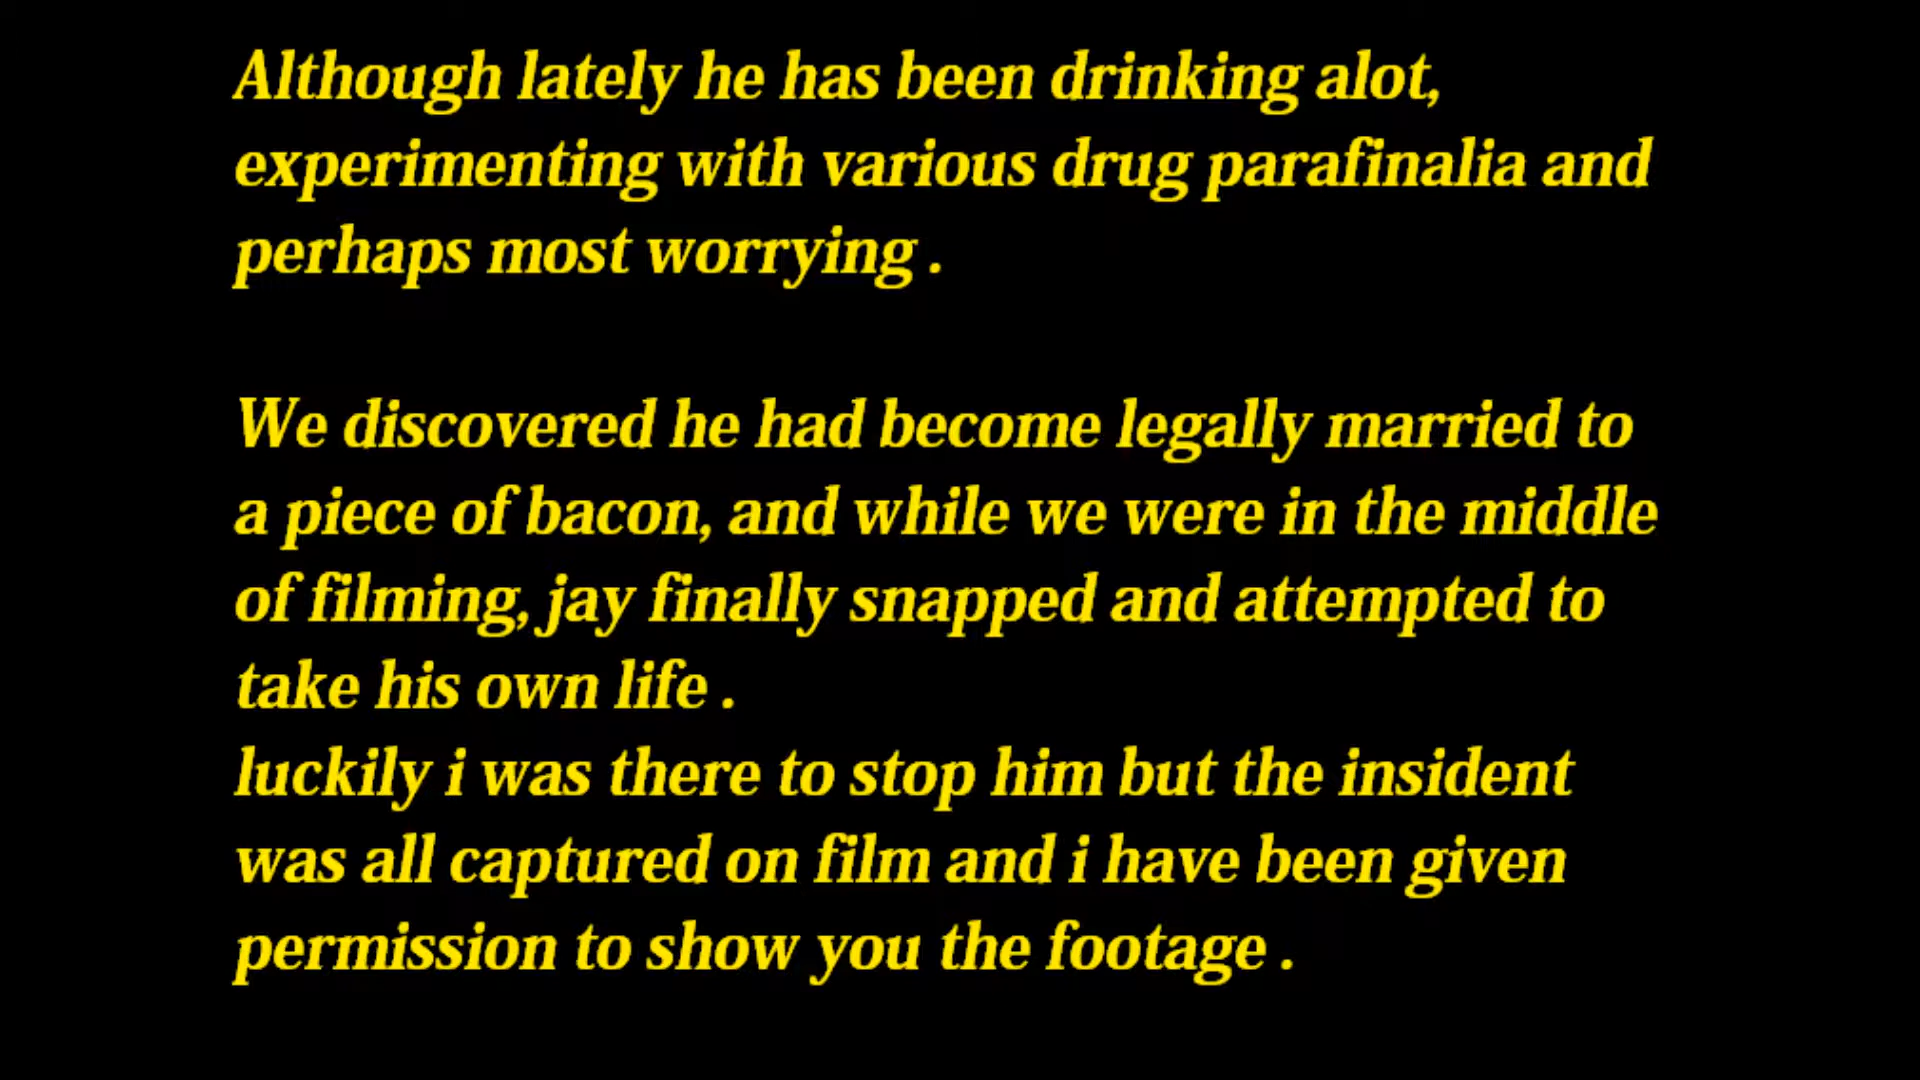 Although lately he has been drinking alot,
experimenting with various drug parafinalia and
perhaps most worrying .
We discovered he had become legally married to
a piece of bacon, and while we were in the middle
of filming, jay finally snapped and attempted to
take his own life .
luckily i was there to stop him but the insident
was all captured on film and i have been given
permission to show you the footage .